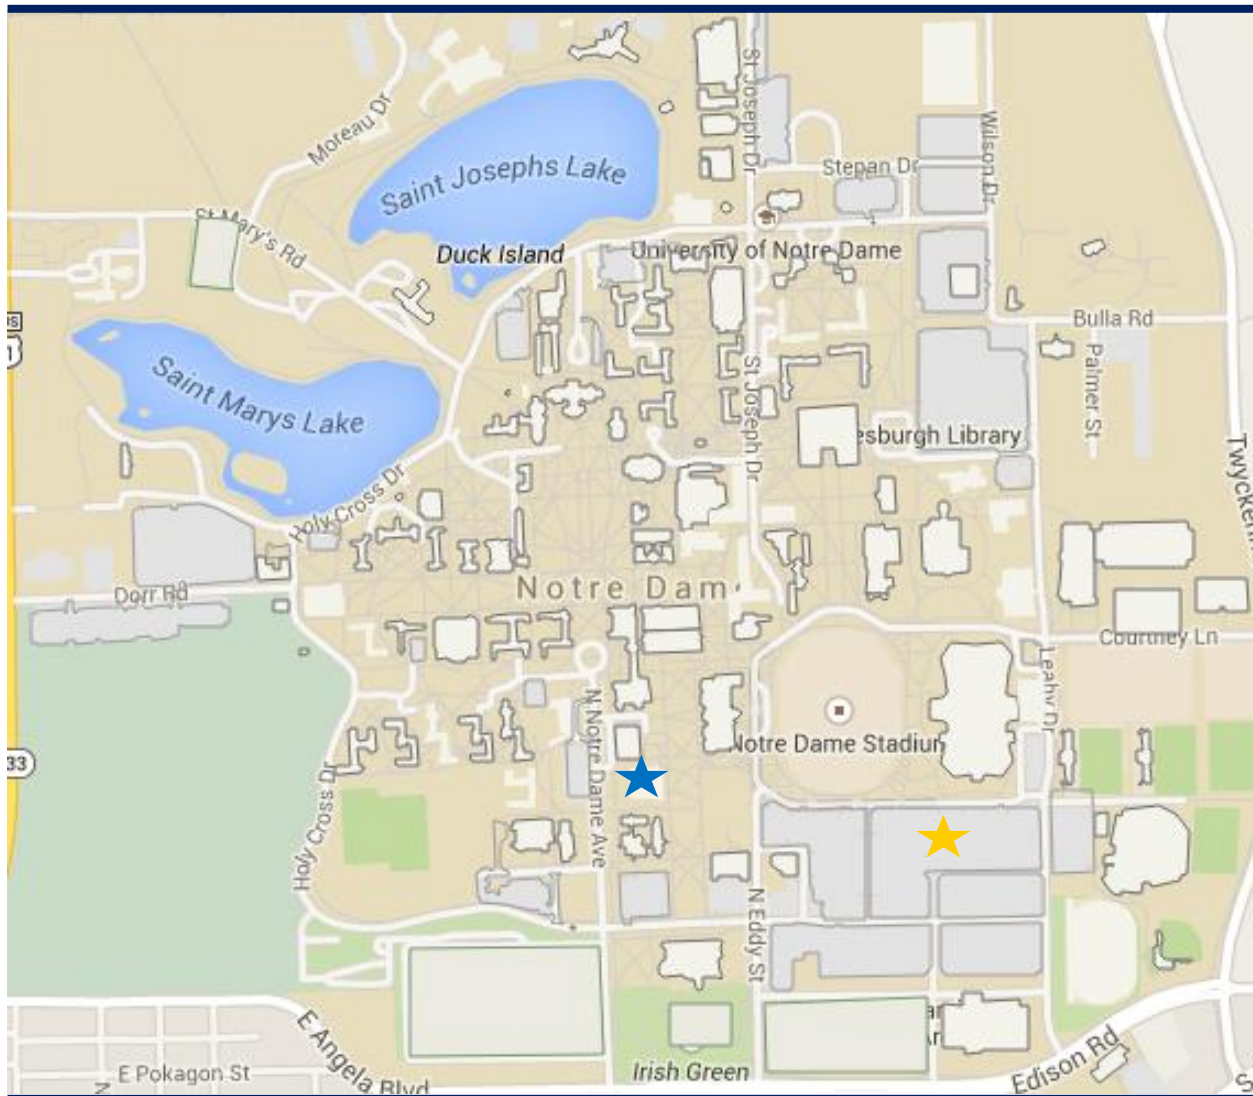 St Joseph Dr
Moreau Dr
Wilson Dr
Stepan Dr
Saint Josephs Lake
St Mary's Rd
Duck Island
University of Notre Dame
Bulla Rd
Palmer St
Saint Marys Lake
St Joseph Dr
esburgh Library
Holy Cross Dr
Dorr Rd
Notre Dam
Courtney Ln
Leahy Dr
N Notre Dame Ave
Notre Dame Stadiun
33
Holy Cross Dr
N Eddy St
E Angela Blvd
E Pokagon St
Irish Green
Edison Rd